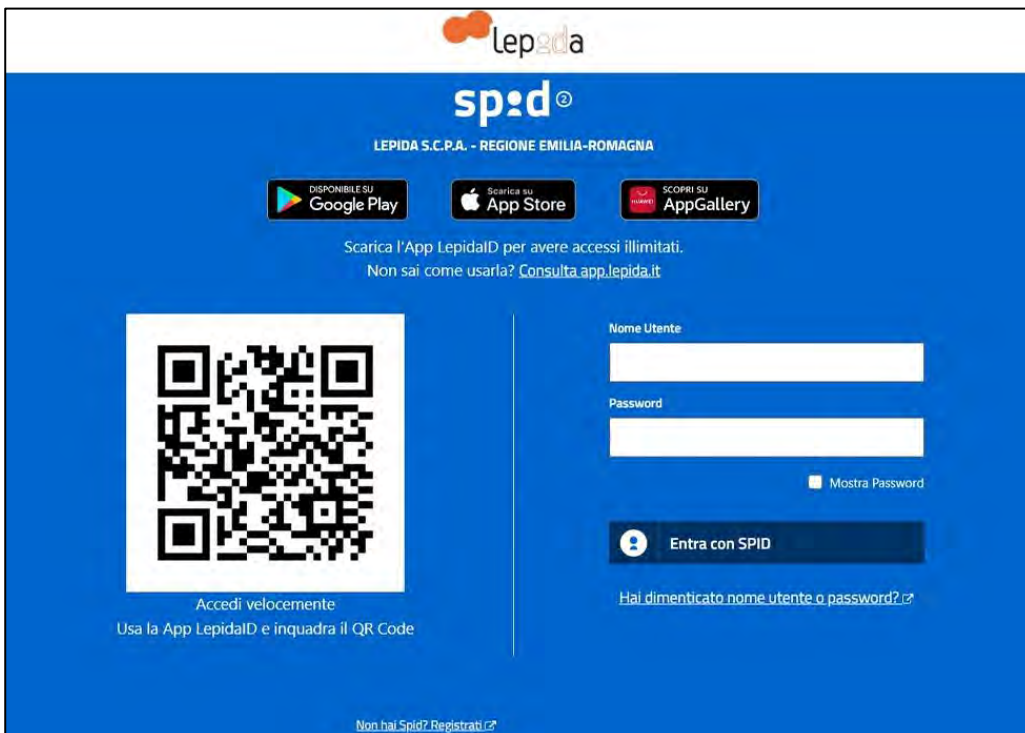 lepida
spid 2
LEPIDA S.C.P.A. - REGIONE EMILIA-ROMAGNA
DISPONIBILE SU
Google Play
Scarica su
App Store
HUAWEI
SCOPRI SU
AppGallery
Scarica l'App LepidaID per avere accessi illimitati.
Non sai come usarla? Consulta app.lepida.it
Accedi velocemente
Usa la App LepidaID e inquadra il QR Code
Nome Utente
Password
Mostra Password
Entra con SPID
Hai dimenticato nome utente o password?
Non hai Spid? Registrati